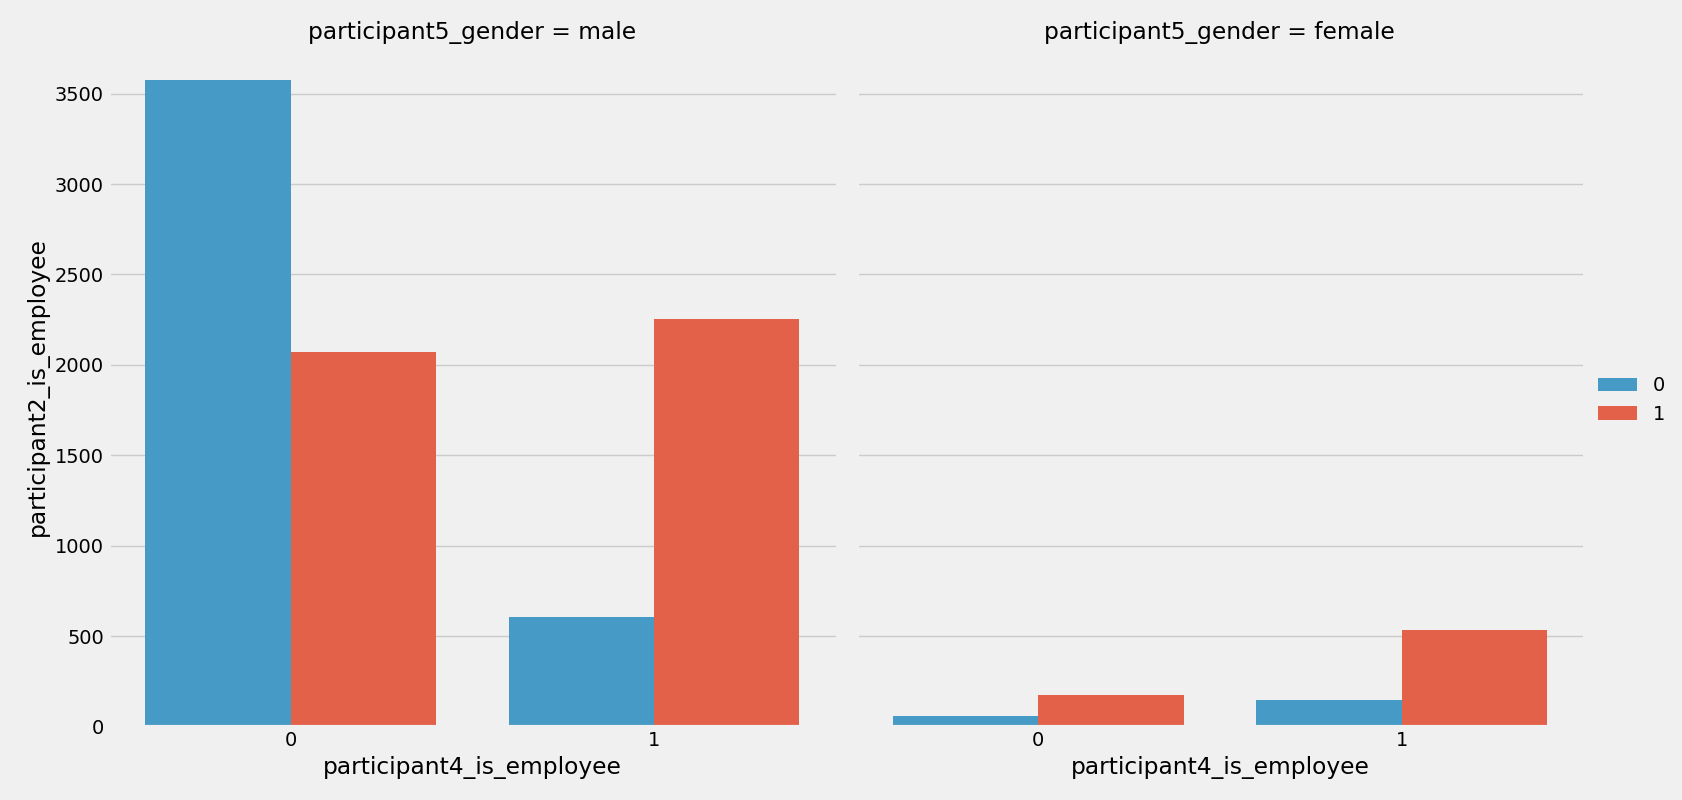 participant5_gender = male
participant5_gender = female
participant2_is_employee
3500
3000
2500
2000
1500
1000
500
0
0 1
0 1
participant4_is_employee
participant4_is_employee
0
1